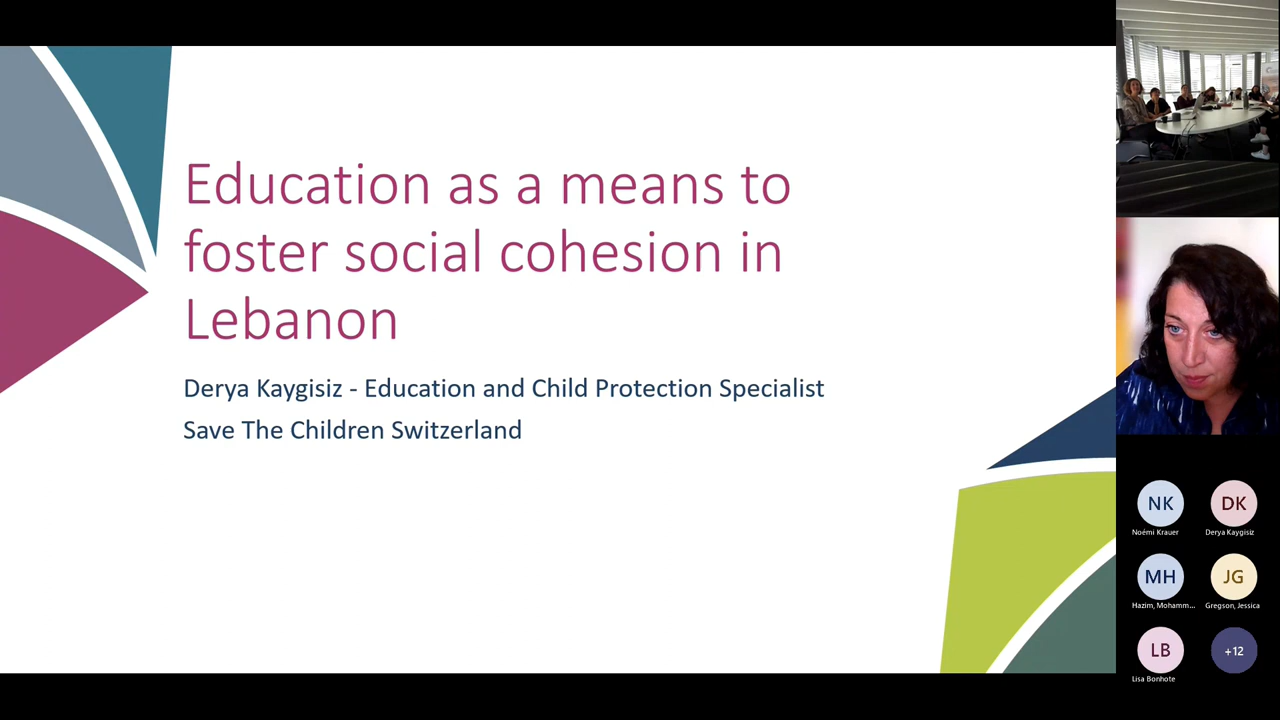 Education as a means to
foster social cohesion in
Lebanon
Derya Kaygisiz - Education and Child Protection Specialist
Save The Children Switzerland
NK
Noémi Krauer
DK
Derya Kaygisiz
MH
Hazim, Mohamm...
JG
Gregson, Jessica
LB
Lisa Bonhote
+12